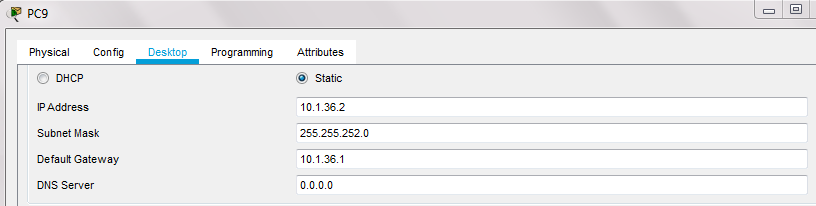 PC9
Physical Config Desktop Programming Attributes
DHCP Static
IP Address 10.1.36.2
Subnet Mask 255.255.252.0
Default Gateway 10.1.36.1
DNS Server 0.0.0.0